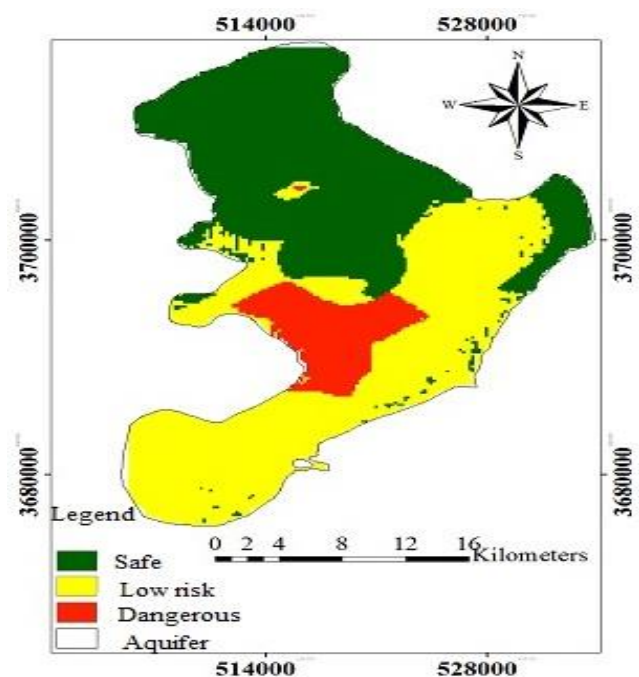 514000 528000
N
W E
S
3700000 3700000
3680000 3680000
Legend
0 2 4 8 12 16 Kilometers
Safe
Low risk
Dangerous
Aquifer
514000 528000